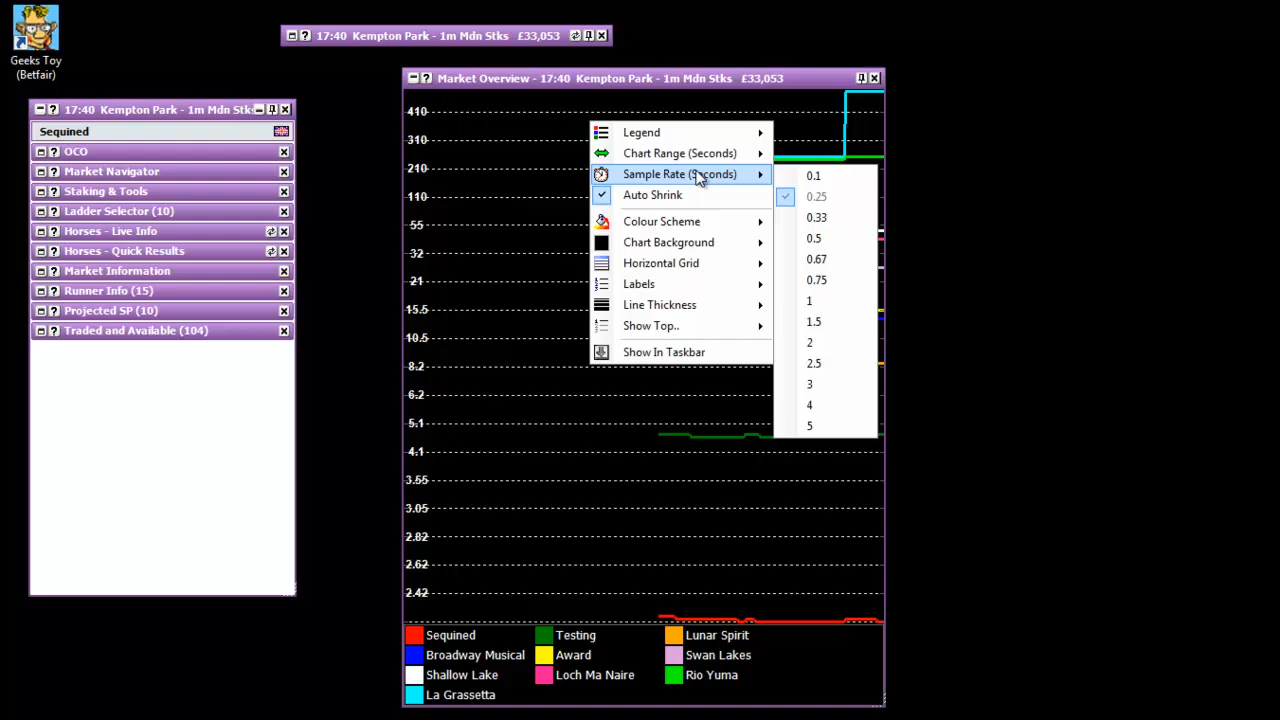 Geeks Toy
(Betfair)
17:40 Kempton Park - 1m Mdn Stks £33,053
Market Overview - 17:40 Kempton Park - 1m Mdn Stks £33,053
17:40 Kempton Park - 1m Mdn Stks
Sequined
OCO
Market Navigator
Staking & Tools
Ladder Selector (10)
Horses - Live Info
Horses - Quick Results
Market Information
Runner Info (15)
Projected SP (10)
Traded and Available (104)
410
310
210
110
55
32
21
15.5
10.5
8.2
6.2
5.1
4.1
3.55
3.05
2.82
2.62
2.42
Legend
Chart Range (Seconds)
Sample Rate (Seconds)
Auto Shrink
Colour Scheme
Chart Background
Horizontal Grid
Labels
Line Thickness
Show Top..
Show In Taskbar
0.1
0.25
0.33
0.5
0.67
0.75
1
1.5
2
2.5
3
4
5
Sequined Testing Lunar Spirit
Broadway Musical Award Swan Lakes
Shallow Lake Loch Ma Naire Rio Yuma
La Grassetta